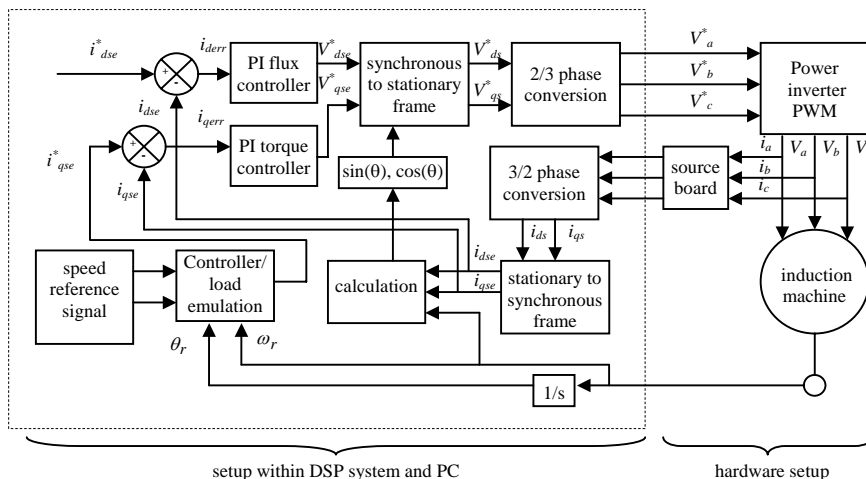 i*dse
+
-
iderr
PI flux
controller
V*dse
V*qse
synchronous
to stationary
frame
V*ds
V*qs
2/3 phase
conversion
V*a
V*b
V*c
Power
inverter
PWM
idse
i*qse
+
-
iqerr
PI torque
controller
iqse
sin(θ), cos(θ)
3/2 phase
conversion
source
board
ia
ib
ic
Va
Vb
V
ids
iqs
speed
reference
signal
Controller/
load
emulation
calculation
idse
iqse
stationary to
synchronous
frame
induction
machine
θr
ωr
1/s
setup within DSP system and PC
hardware setup